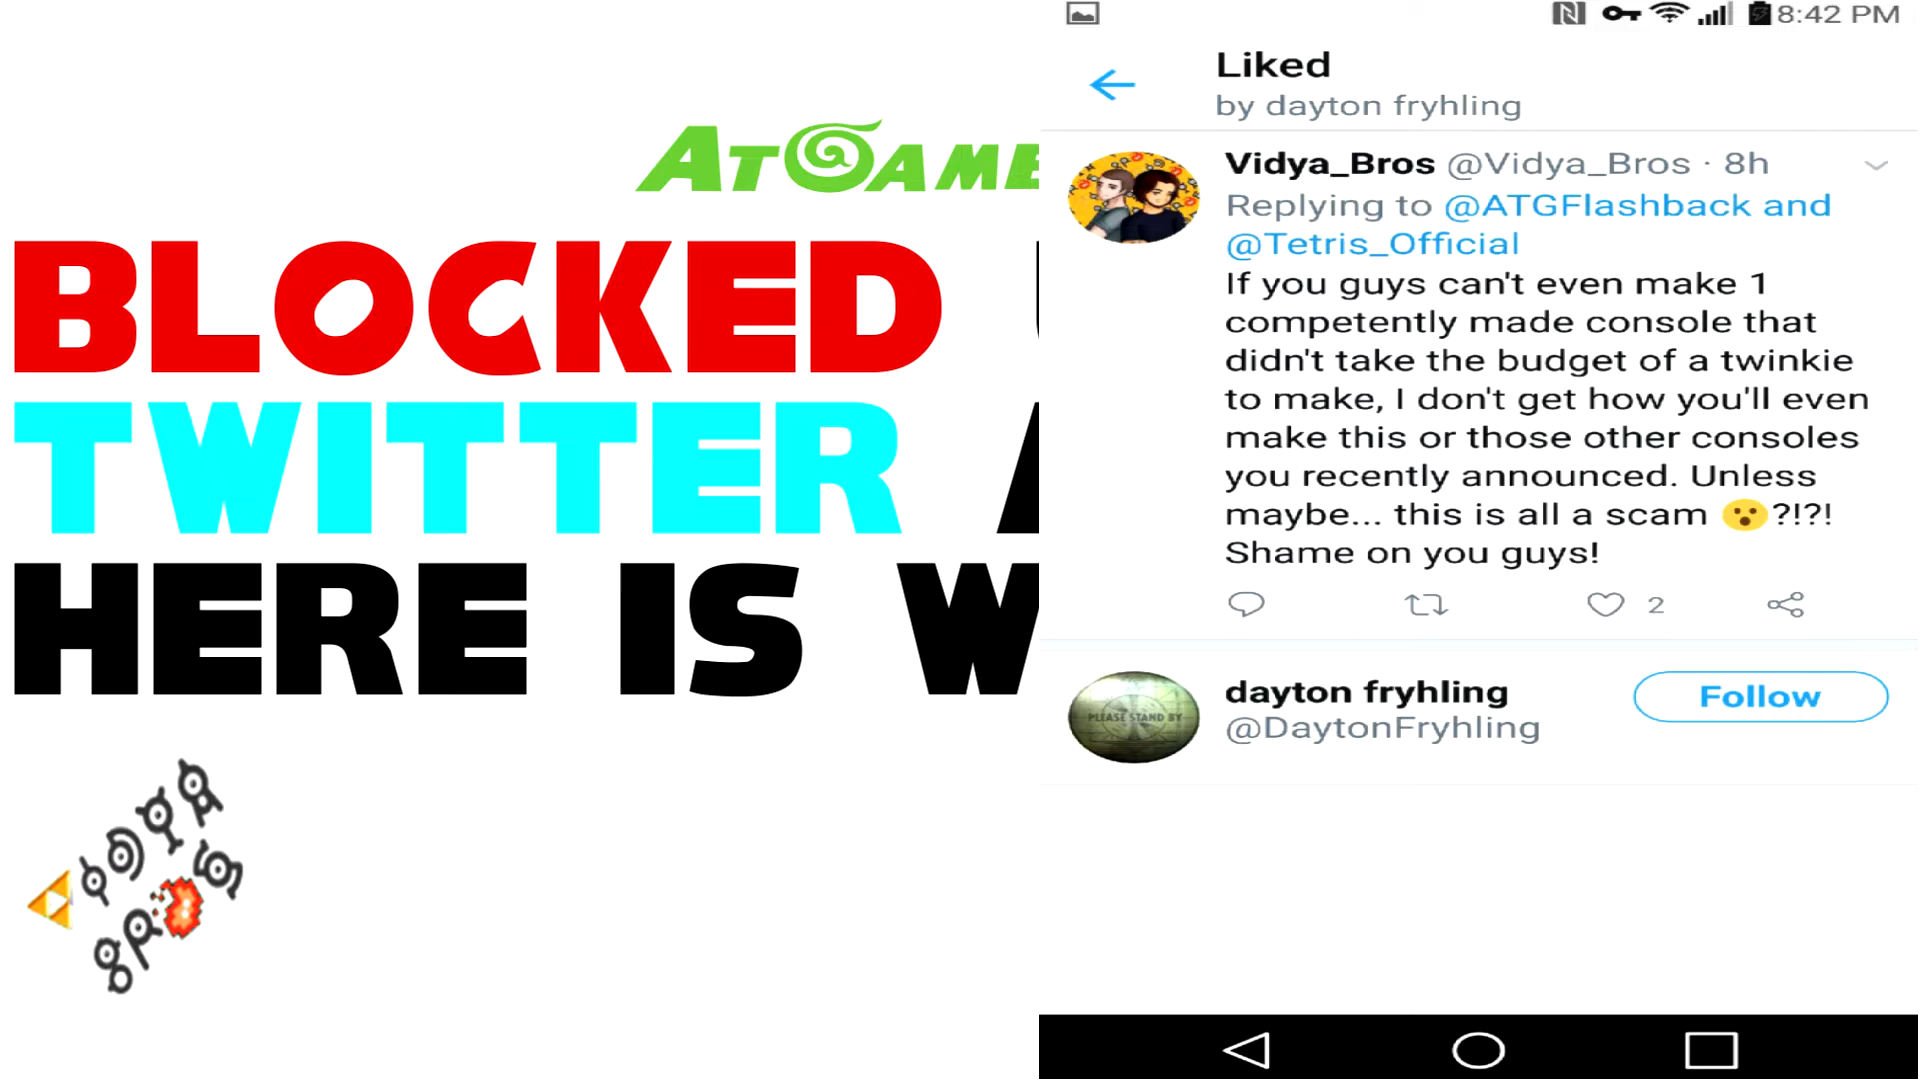 ATGAME
BLOCKED
TWITTER
HERE IS W
8:42 PM
Liked
by dayton fryhling
Vidya_Bros @Vidya_Bros · 8h
Replying to @ATGFlashback and
@Tetris_Official
If you guys can't even make 1
competently made console that
didn't take the budget of a twinkie
to make, I don't get how you'll even
make this or those other consoles
you recently announced. Unless
maybe... this is all a scam 😮?!?!
Shame on you guys!
2
dayton fryhling
@DaytonFryhling
Follow
PLEASE STAND BY